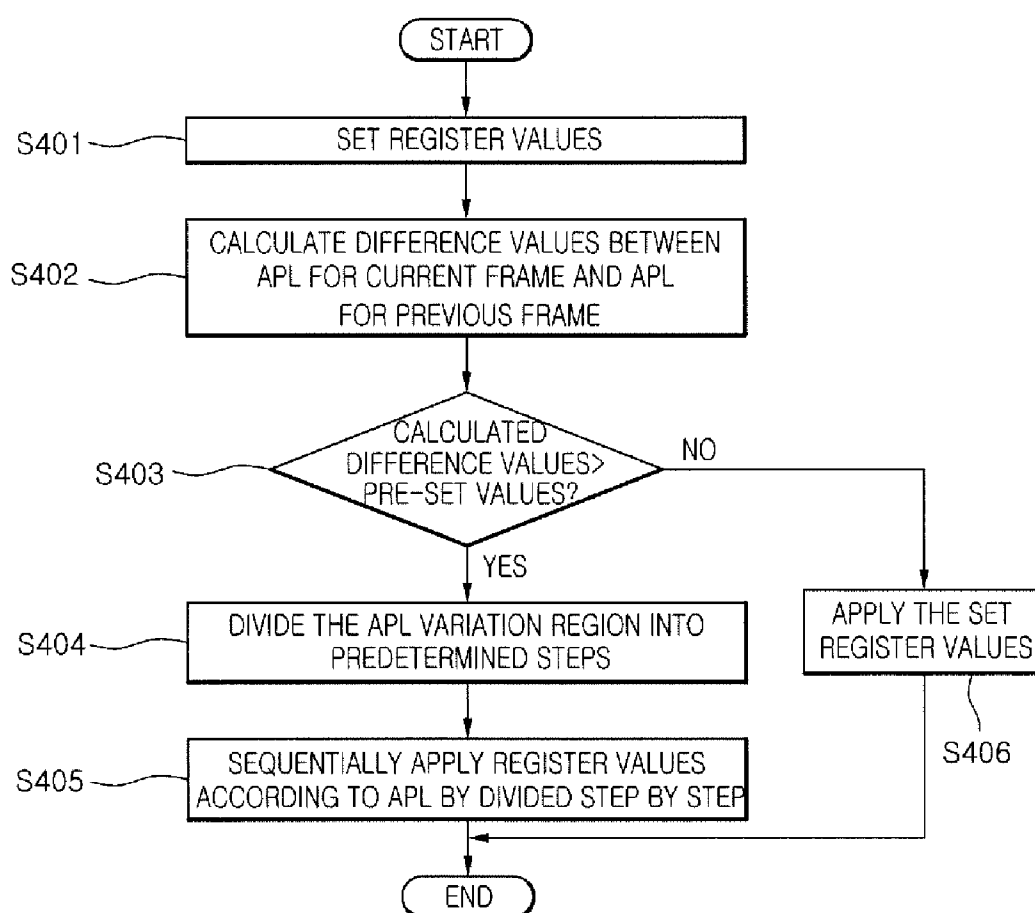 START
S401
SET REGISTER VALUES
S402
CALCULATE DIFFERENCE VALUES BETWEEN
APL FOR CURRENT FRAME AND APL
FOR PREVIOUS FRAME
S403
CALCULATED
DIFFERENCE VALUES>
PRE-SET VALUES?
NO
YES
S404
DIVIDE THE APL VARIATION REGION INTO
PREDETERMINED STEPS
APPLY THE SET
REGISTER VALUES
S406
S405
SEQUENTIALLY APPLY REGISTER VALUES
ACCORDING TO APL BY DIVIDED STEP BY STEP
END